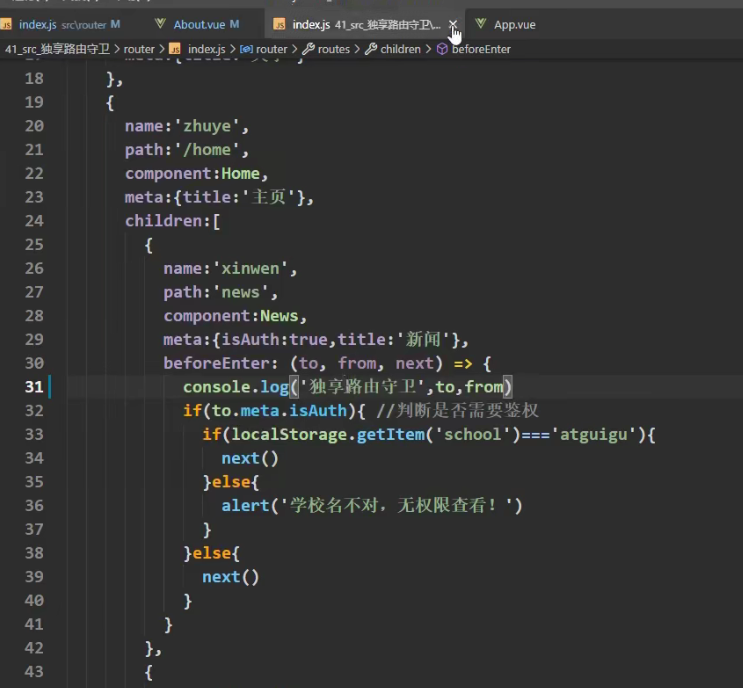 index.js src\router M About.vue M index.js 41_src_独享路由守卫\... App.vue
41_src_独享路由守卫 > router > index.js > router > routes > children > beforeEnter
18 },
19 {
20 name:'zhuye',
21 path:'/home',
22 component:Home,
23 meta:{title:'主页'},
24 children:[
25 {
26 name:'xinwen',
27 path:'news',
28 component:News,
29 meta:{isAuth:true,title:'新闻'},
30 beforeEnter: (to, from, next) => {
31 console.log('独享路由守卫',to,from)
32 if(to.meta.isAuth){ //判断是否需要鉴权
33 if(localStorage.getItem('school')==='atguigu'){
34 next()
35 }else{
36 alert('学校名不对，无权限查看！')
37 }
38 }else{
39 next()
40 }
41 }
42 },
43 {